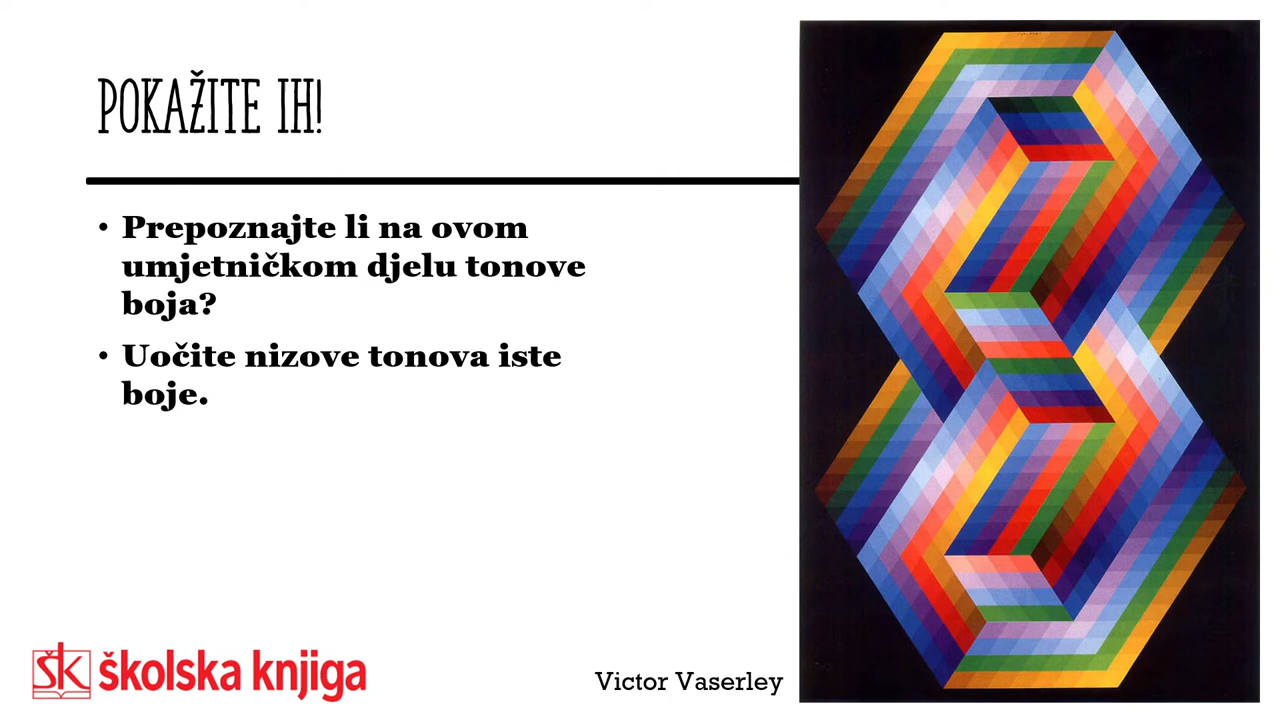 POKAŽITE IH!
• Prepoznajte li na ovom
umjetničkom djelu tonove
boja?
• Uočite nizove tonova iste
boje.
ŠK školska knjiga
Victor Vaserley